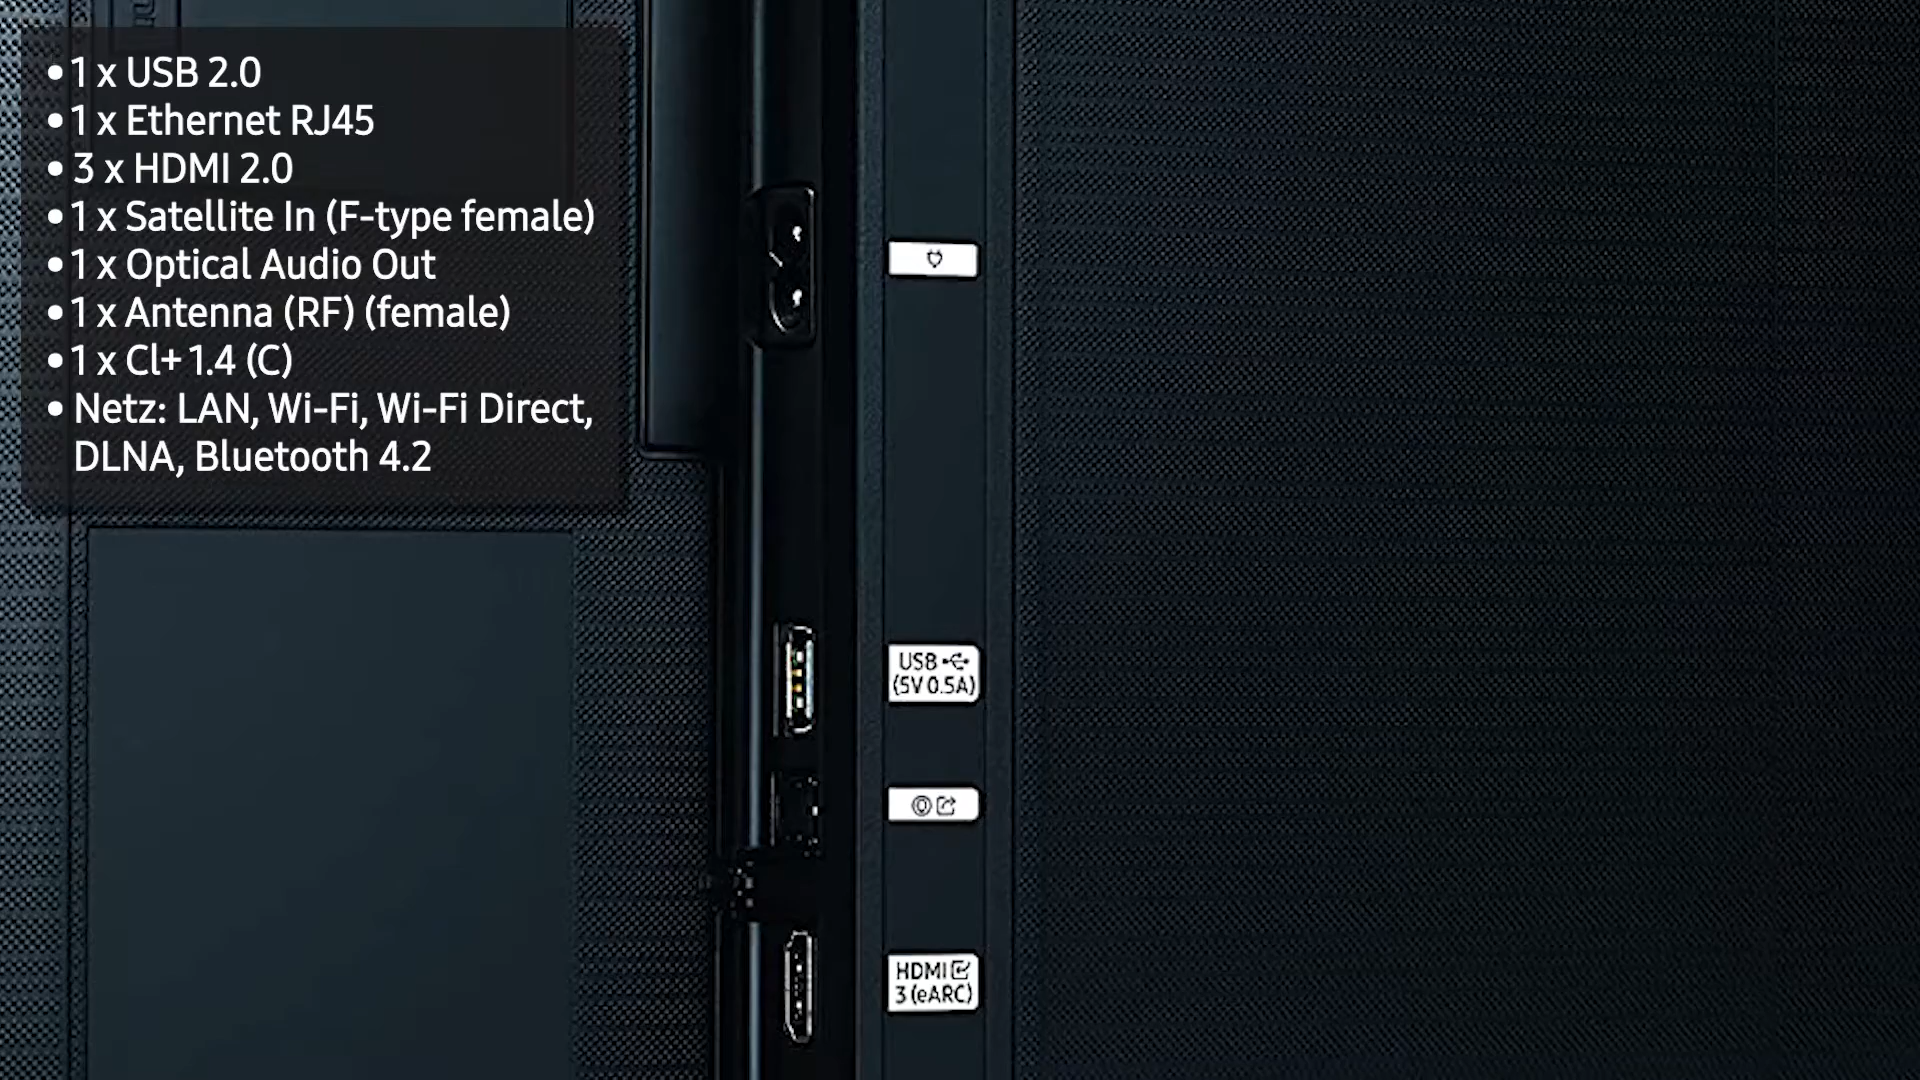 • 1 x USB 2.0
• 1 x Ethernet RJ45
• 3 x HDMI 2.0
• 1 x Satellite In (F-type female)
• 1 x Optical Audio Out
• 1 x Antenna (RF) (female)
• 1 x Cl+ 1.4 (C)
• Netz: LAN, Wi-Fi, Wi-Fi Direct,
DLNA, Bluetooth 4.2
USB
(5V 0.5A)
HDMI
3 (eARC)